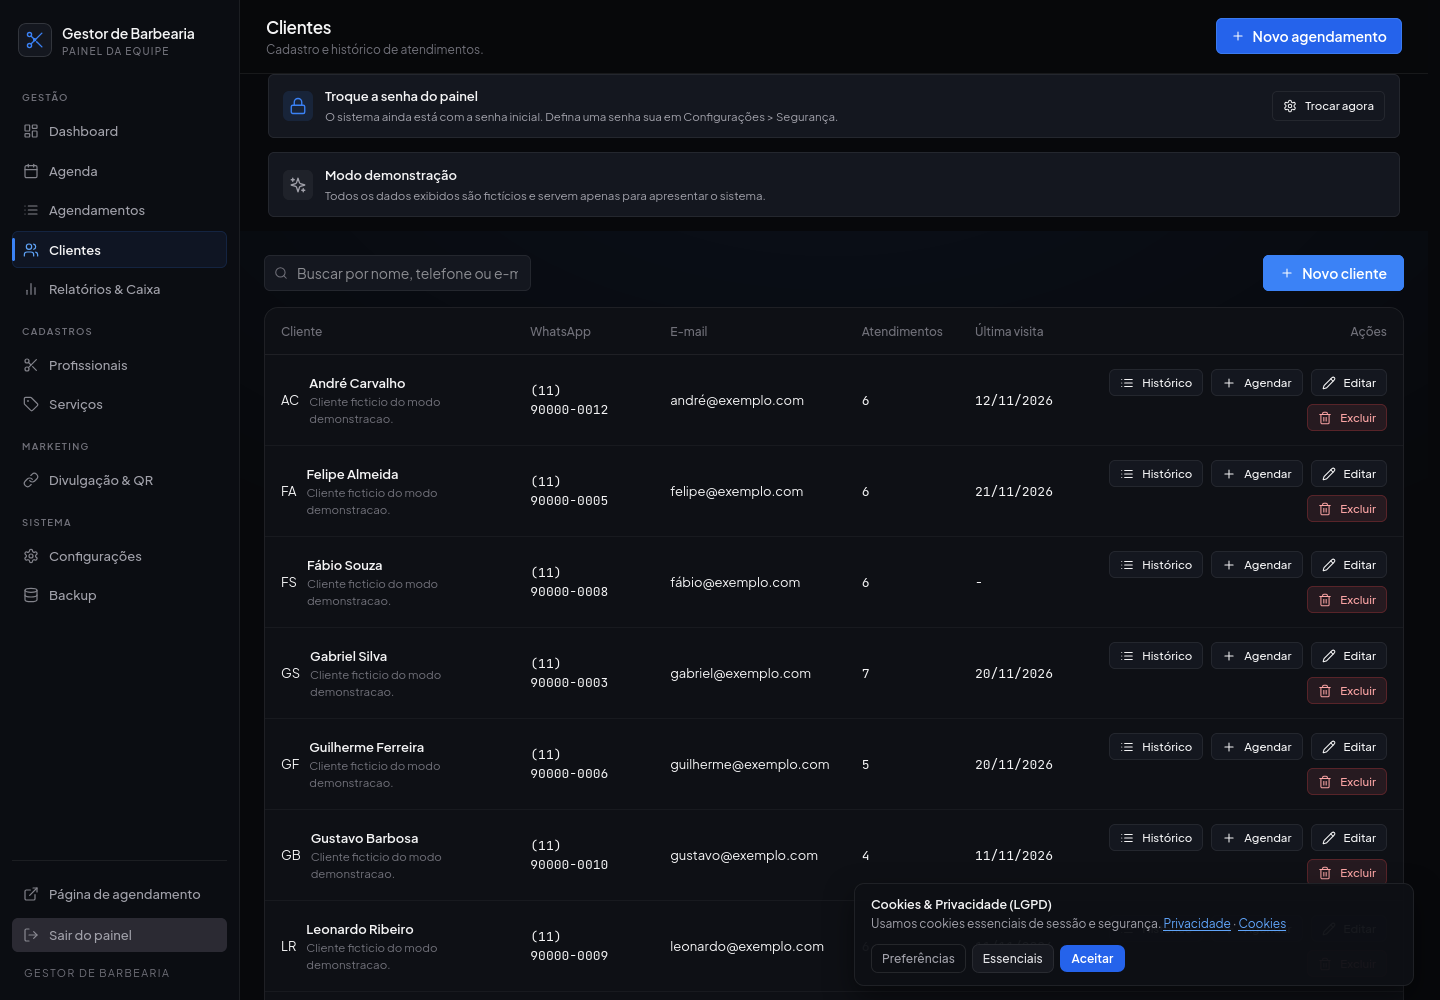 Gestor de Barbearia
PAINEL DA EQUIPE
GESTÃO
Dashboard
Agenda
Agendamentos
Clientes
Relatórios & Caixa
CADASTROS
Profissionais
Serviços
MARKETING
Divulgação & QR
SISTEMA
Configurações
Backup
Página de agendamento
Sair do painel
GESTOR DE BARBEARIA
Clientes
Cadastro e histórico de atendimentos.
Novo agendamento
Troque a senha do painel
O sistema ainda está com a senha inicial. Defina uma senha sua em Configurações > Segurança.
Trocar agora
Modo demonstração
Todos os dados exibidos são fictícios e servem apenas para apresentar o sistema.
Buscar por nome, telefone ou e-m
Novo cliente
Cliente WhatsApp E-mail Atendimentos Última visita Ações
AC
André Carvalho
Cliente ficticio do modo
demonstracao.
(11)
90000-0012
andré@exemplo.com
6
12/11/2026
Histórico Agendar Editar
Excluir
FA
Felipe Almeida
Cliente ficticio do modo
demonstracao.
(11)
90000-0005
felipe@exemplo.com
6
21/11/2026
Histórico Agendar Editar
Excluir
FS
Fábio Souza
Cliente ficticio do modo
demonstracao.
(11)
90000-0008
fábio@exemplo.com
6
-
Histórico Agendar Editar
Excluir
GS
Gabriel Silva
Cliente ficticio do modo
demonstracao.
(11)
90000-0003
gabriel@exemplo.com
7
20/11/2026
Histórico Agendar Editar
Excluir
GF
Guilherme Ferreira
Cliente ficticio do modo
demonstracao.
(11)
90000-0006
guilherme@exemplo.com
5
20/11/2026
Histórico Agendar Editar
Excluir
GB
Gustavo Barbosa
Cliente ficticio do modo
demonstracao.
(11)
90000-0010
gustavo@exemplo.com
4
11/11/2026
Histórico Agendar Editar
Excluir
LR
Leonardo Ribeiro
Cliente ficticio do modo
demonstracao.
(11)
90000-0009
leonardo@exemplo.com
Editar
Excluir
Cookies & Privacidade (LGPD)
Usamos cookies essenciais de sessão e segurança. Privacidade · Cookies
Preferências Essenciais Aceitar